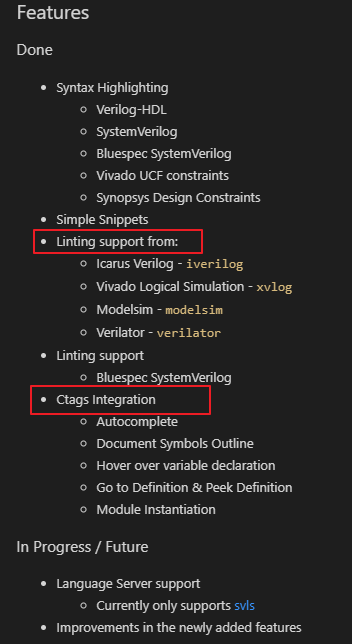 Features
Done
Syntax Highlighting
Verilog-HDL
SystemVerilog
Bluespec SystemVerilog
Vivado UCF constraints
Synopsys Design Constraints
Simple Snippets
Linting support from:
Icarus Verilog - iverilog
Vivado Logical Simulation - xvlog
Modelsim - modelsim
Verilator - verilator
Linting support
Bluespec SystemVerilog
Ctags Integration
Autocomplete
Document Symbols Outline
Hover over variable declaration
Go to Definition & Peek Definition
Module Instantiation
In Progress / Future
Language Server support
Currently only supports svls
Improvements in the newly added features